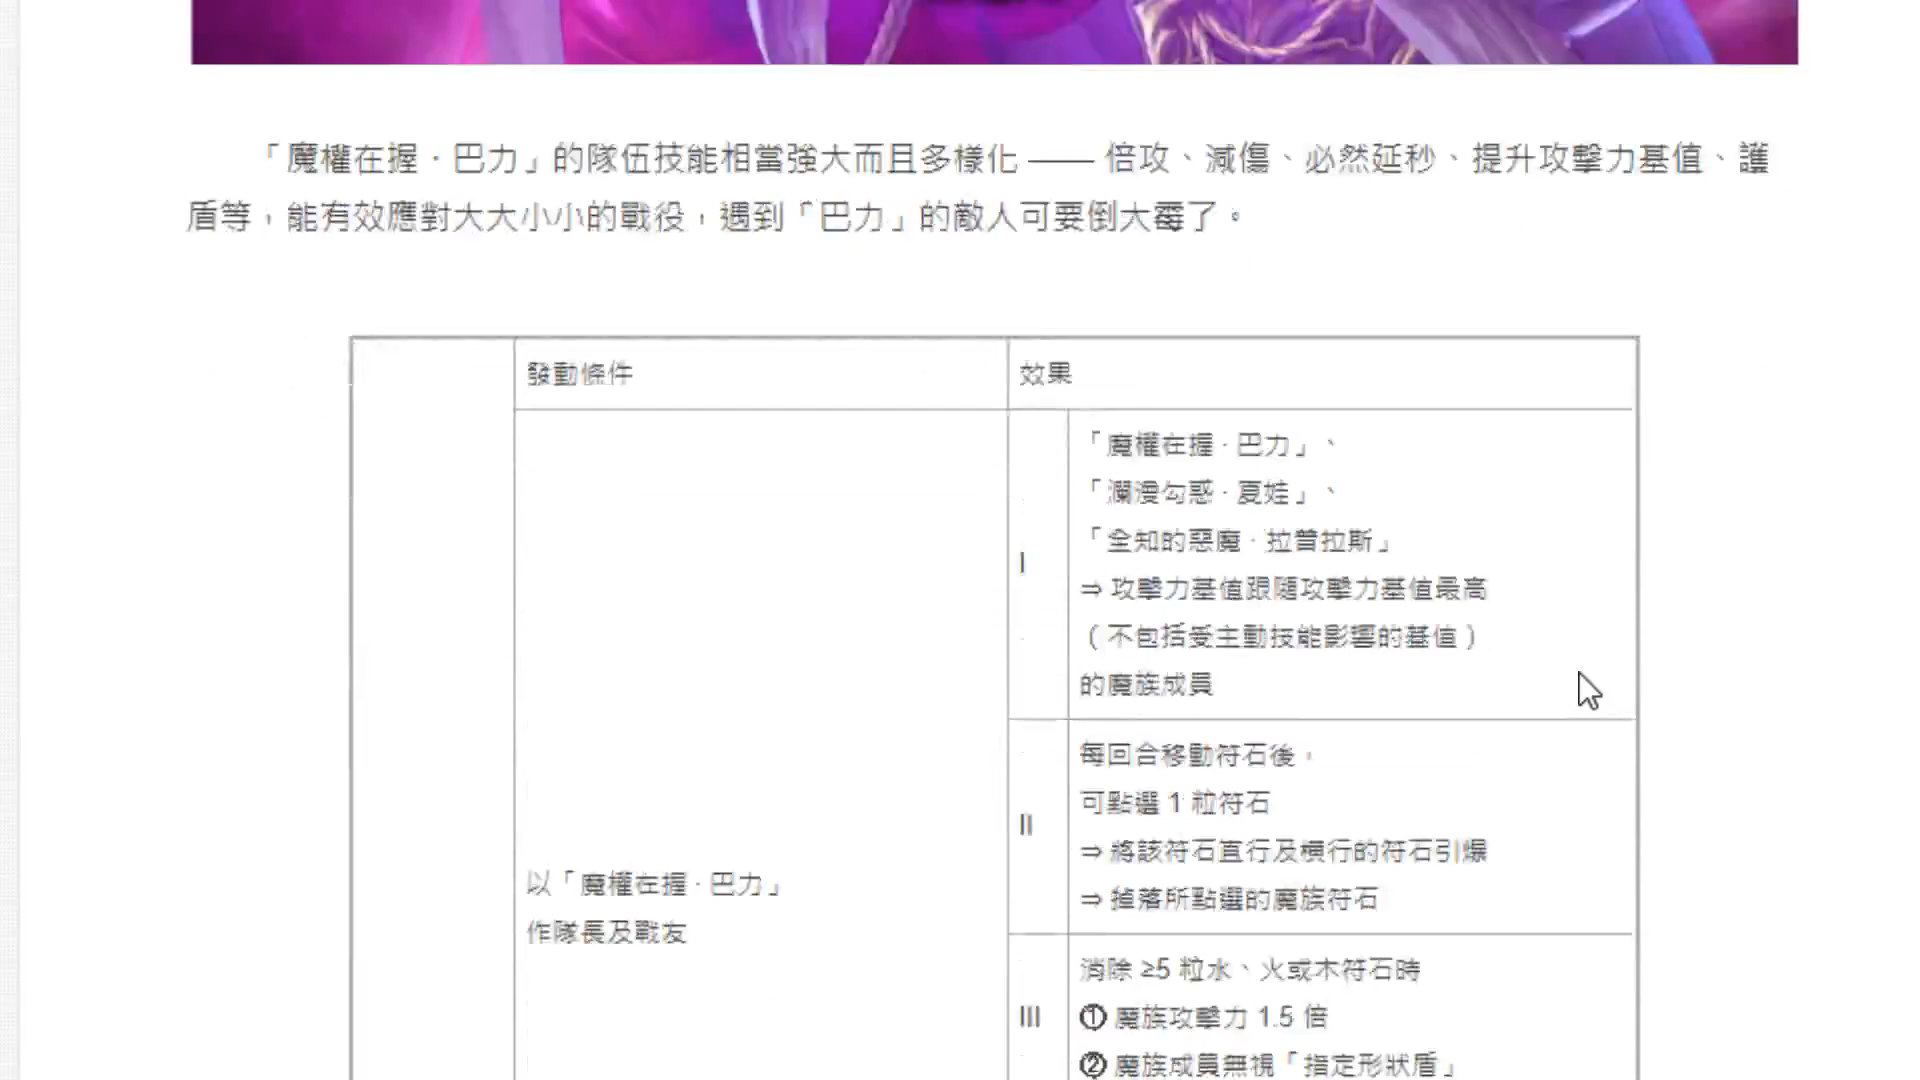 「魔權在握．巴力」的隊伍技能相當強大而且多樣化 —— 倍攻、減傷、必然延秒、提升攻擊力基值、護
盾等，能有效應對大大小小的戰役，遇到「巴力」的敵人可要倒大霉了。
發動條件
效果
以「魔權在握．巴力」
作隊長及戰友
I
「魔權在握．巴力」、
「瀾漫勾惑．夏娃」、
「全知的惡魔．拉普拉斯」
⇒ 攻擊力基值跟隨攻擊力基值最高
（不包括受主動技能影響的基值）
的魔族成員
II
每回合移動符石後，
可點選 1 粒符石
⇒ 將該符石直行及橫行的符石引爆
⇒ 掉落所點選的魔族符石
III
消除 ≥5 粒水、火或木符石時
① 魔族攻擊力 1.5 倍
② 魔族成員無視「指定形狀盾」